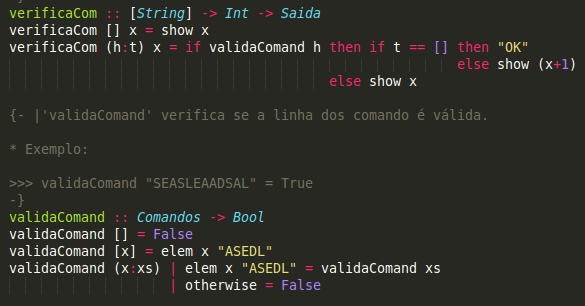 -}
verificaCom :: [String] -> Int -> Saida
verificaCom [] x = show x
verificaCom (h:t) x = if validaComand h then if t == [] then "OK"
else show (x+1)
else show x
{- |'validaComand' verifica se a linha dos comando é válida.
* Exemplo:
>>> validaComand "SEASLEAADSAL" = True
-}
validaComand :: Comandos -> Bool
validaComand [] = False
validaComand [x] = elem x "ASEDL"
validaComand (x:xs) | elem x "ASEDL" = validaComand xs
| otherwise = False